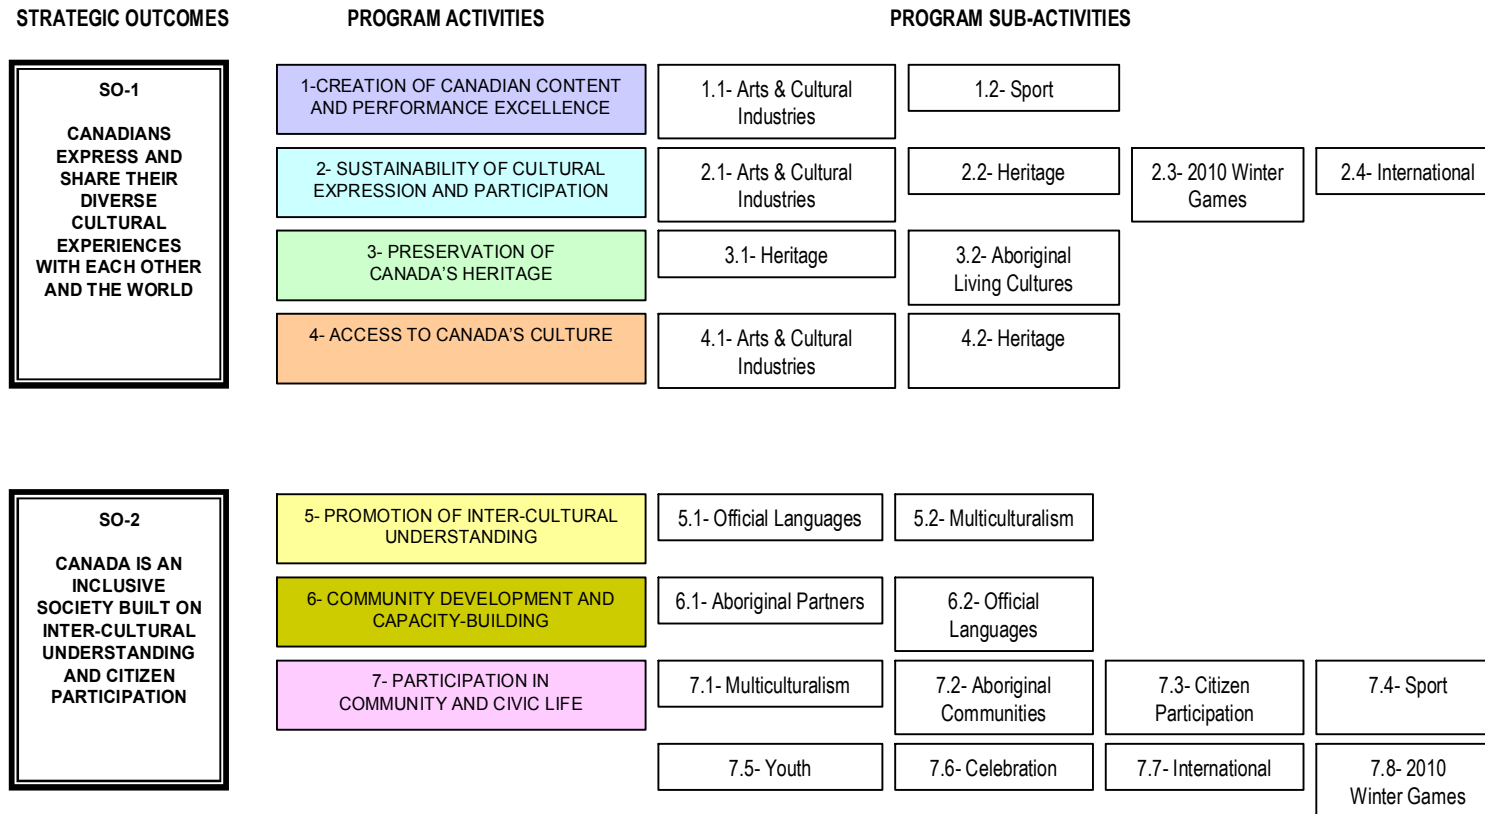 STRATEGIC OUTCOMES
PROGRAM ACTIVITIES
PROGRAM SUB-ACTIVITIES
SO-1
CANADIANS
EXPRESS AND
SHARE THEIR
DIVERSE
CULTURAL
EXPERIENCES
WITH EACH OTHER
AND THE WORLD
1-CREATION OF CANADIAN CONTENT
AND PERFORMANCE EXCELLENCE
1.1- Arts & Cultural
Industries
1.2- Sport
2- SUSTAINABILITY OF CULTURAL
EXPRESSION AND PARTICIPATION
2.1- Arts & Cultural
Industries
2.2- Heritage
2.3- 2010 Winter
Games
2.4- International
3- PRESERVATION OF
CANADA'S HERITAGE
3.1- Heritage
3.2- Aboriginal
Living Cultures
4- ACCESS TO CANADA'S CULTURE
4.1- Arts & Cultural
Industries
4.2- Heritage
SO-2
CANADA IS AN
INCLUSIVE
SOCIETY BUILT ON
INTER-CULTURAL
UNDERSTANDING
AND CITIZEN
PARTICIPATION
5- PROMOTION OF INTER-CULTURAL
UNDERSTANDING
5.1- Official Languages
5.2- Multiculturalism
6- COMMUNITY DEVELOPMENT AND
CAPACITY-BUILDING
6.1- Aboriginal Partners
6.2- Official
Languages
7- PARTICIPATION IN
COMMUNITY AND CIVIC LIFE
7.1- Multiculturalism
7.2- Aboriginal
Communities
7.3- Citizen
Participation
7.4- Sport
7.5- Youth
7.6- Celebration
7.7- International
7.8- 2010
Winter Games